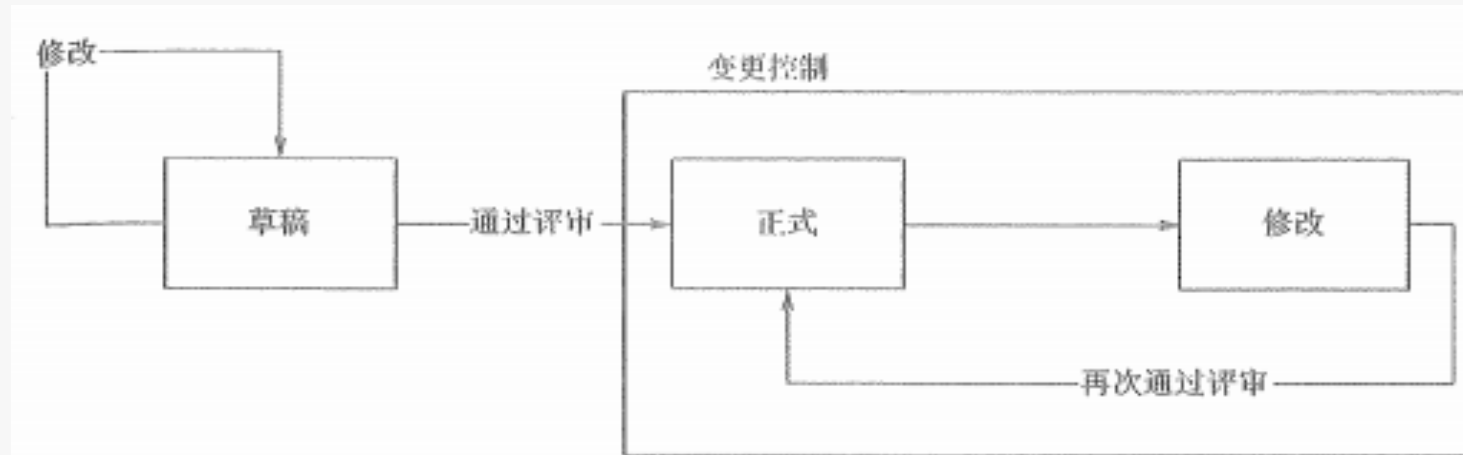 修改
变更控制
草稿
通过评审
正式
修改
再次通过评审